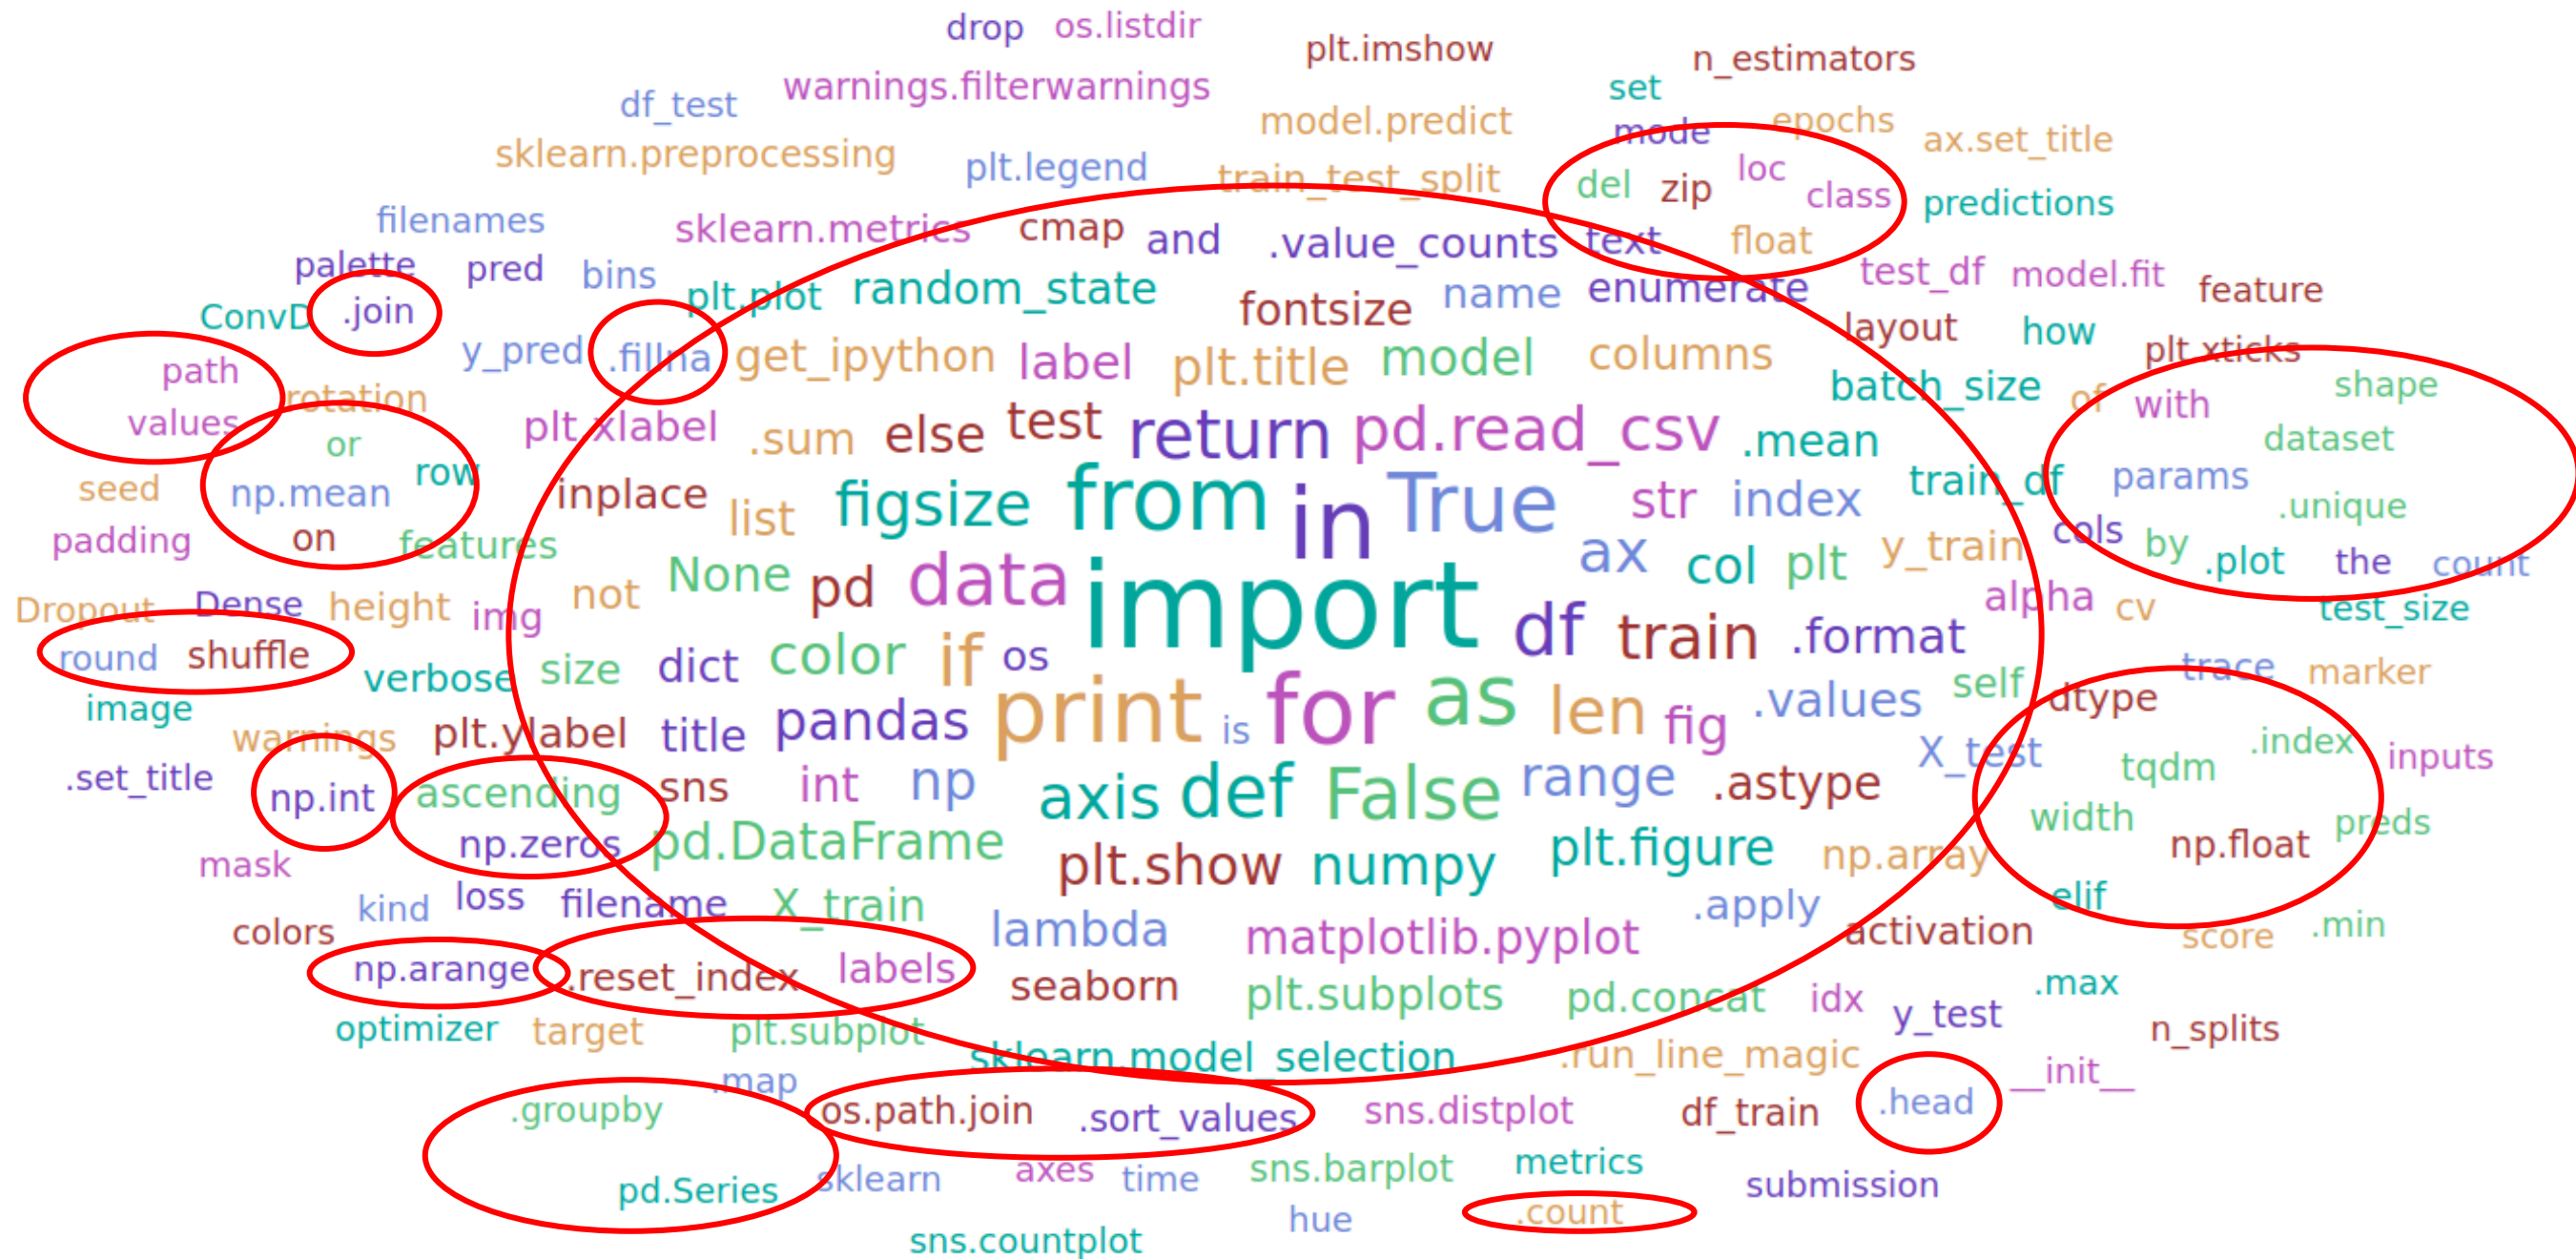 drop os.listdir
plt.imshow
n_estimators
warnings.filterwarnings
set
df_test
model.predict
mode
epochs
ax.set_title
sklearn.preprocessing
plt.legend
train_test_split
del
zip
loc
class
predictions
filenames
sklearn.metrics
cmap
and
.value_counts
text
float
palette
pred
bins
plt.plot
random_state
fontsize
name
enumerate
test_df
model.fit
feature
ConvD
.join
y_pred
.fillna
get_ipython
label
plt.title
model
columns
layout
how
plt.xticks
path
rotation
batch_size
of
with
shape
values
or
row
plt.xlabel
.sum
else
test
return
pd.read_csv
.mean
dataset
seed
np.mean
inplace
list
figsize
from
in
True
str
index
train_df
params
.unique
padding
on
features
None
pd
data
import
ax
col
plt
y_train
cols
by
.plot
the
count
Dropout
Dense
height
img
not
df
train
.format
alpha
cv
test_size
round
shuffle
verbose
size
dict
color
if
os
self
trace
marker
image
warnings
plt.ylabel
title
pandas
print
is
for
as
len
fig
.values
dtype
.index
.set_title
np.int
ascending
sns
int
np
axis
def
False
range
.astype
X_test
tqdm
inputs
mask
np.zeros
pd.DataFrame
plt.show
numpy
plt.figure
np.array
width
np.float
preds
colors
kind
loss
filename
X_train
lambda
matplotlib.pyplot
.apply
activation
elif
score
.min
np.arange
.reset_index
labels
seaborn
plt.subplots
pd.concat
idx
y_test
.max
n_splits
optimizer
target
plt.subplot
sklearn.model_selection
.run_line_magic
__init__
.map
.groupby
os.path.join
.sort_values
sns.distplot
df_train
.head
pd.Series
sklearn
axes
time
sns.barplot
metrics
submission
sns.countplot
hue
.count